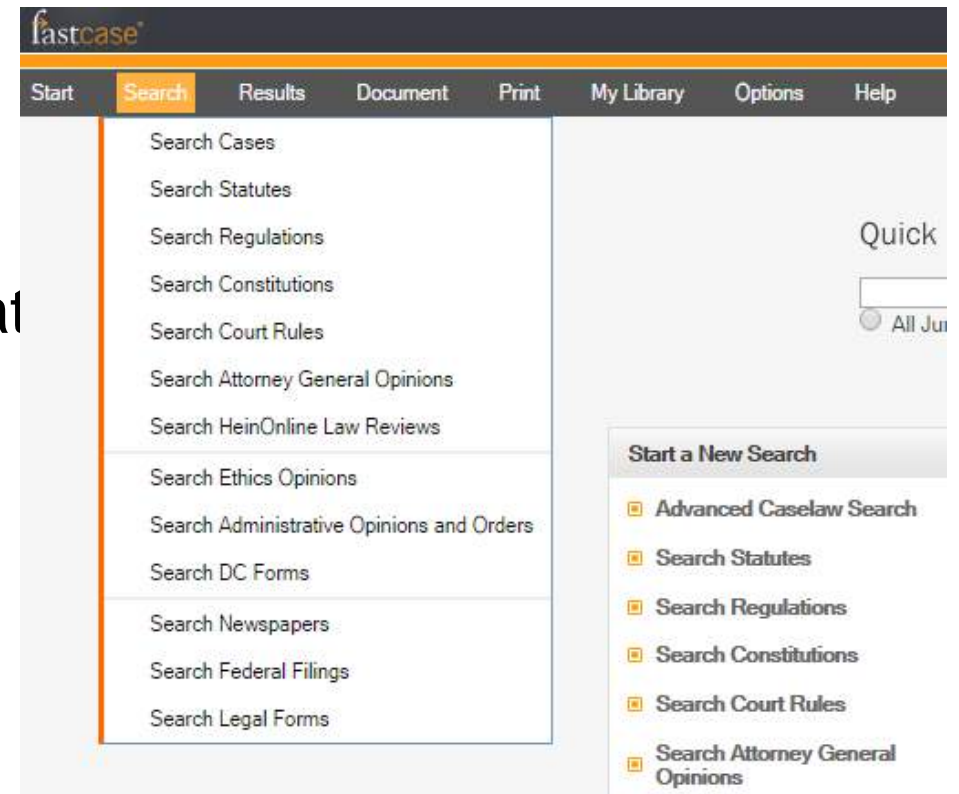 fastcase
Start Search Results Document Print My Library Options Help
Search Cases
Search Statutes
Search Regulations
Search Constitutions
Search Court Rules
Search Attorney General Opinions
Search HeinOnline Law Reviews
Search Ethics Opinions
Search Administrative Opinions and Orders
Search DC Forms
Search Newspapers
Search Federal Filings
Search Legal Forms
Quick
All
Start a New Search
Advanced Caselaw Search
Search Statutes
Search Regulations
Search Constitutions
Search Court Rules
Search Attorney General
Opinions